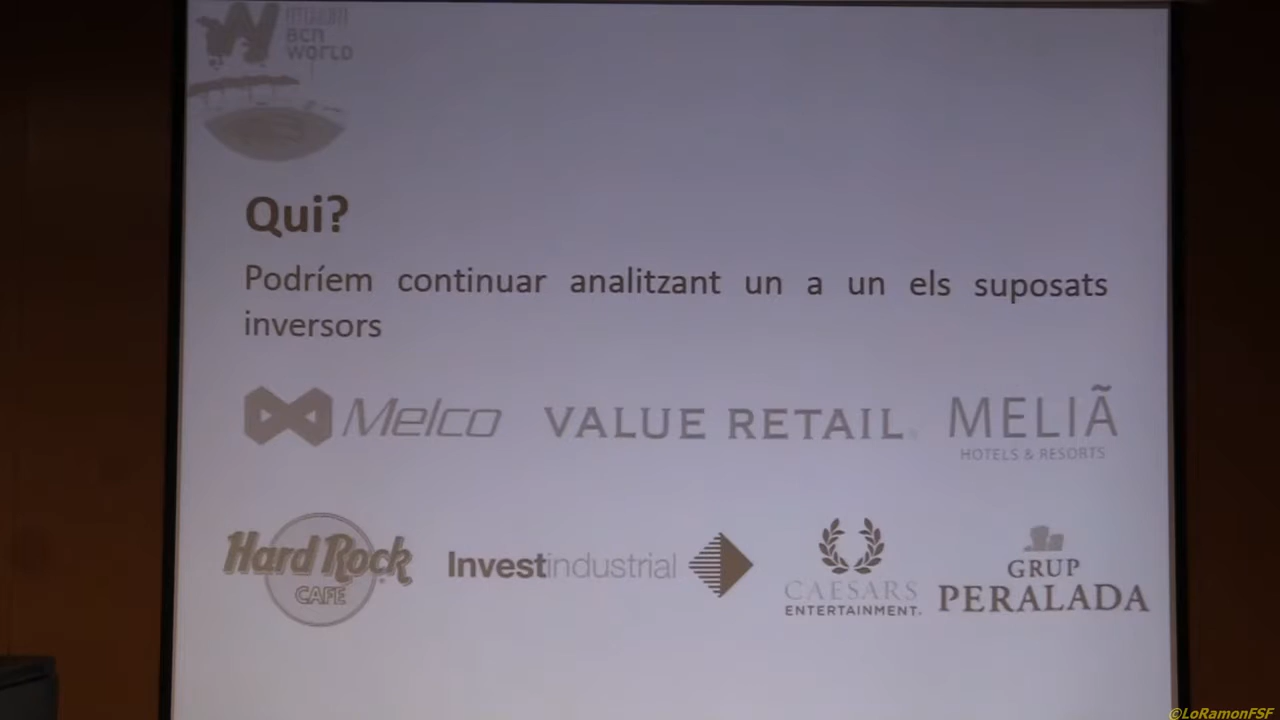 BCN
WORLD
Qui?
Podríem continuar analitzant un a un els suposats
inversors
Melco
VALUE RETAIL
MELIÃ
HOTELS & RESORTS
Hard Rock
CAFE
Investindustrial
CAESARS
ENTERTAINMENT.
GRUP
PERALADA
©LoRamonFSF